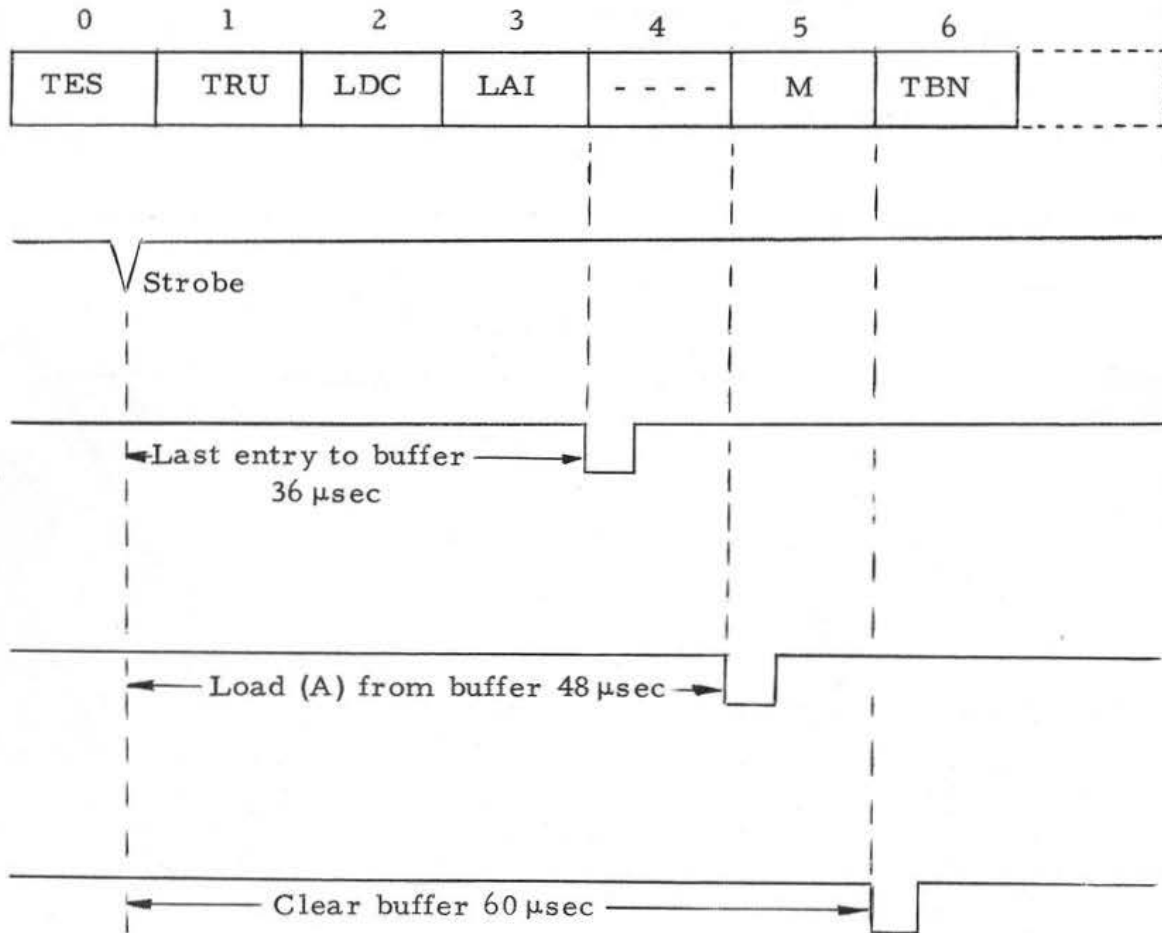 0 1 2 3 4 5 6
TES TRU LDC LAI - - - - M TBN
Strobe
Last entry to buffer
36 μsec
Load (A) from buffer 48 μsec
Clear buffer 60 μsec